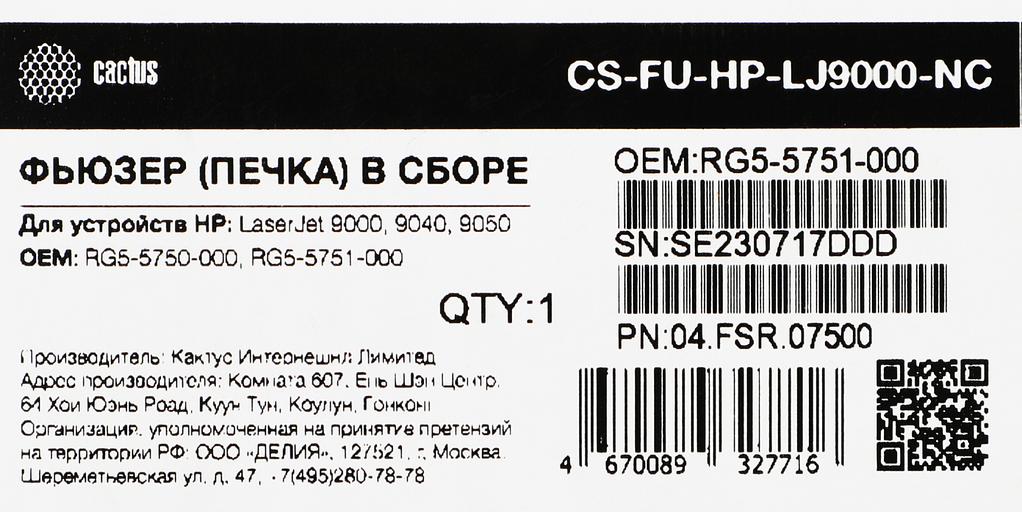 cactus
CS-FU-HP-LJ9000-NC
ФЬЮЗЕР (ПЕЧКА) В СБОРЕ
Для устройств HP: LaserJet 9000, 9040, 9050
OEM: RG5-5750-000, RG5-5751-000
QTY:1
OEM:RG5-5751-000
SN:SE230717DDD
PN:04.FSR.07500
Производитель: Кактус Интернешнл Лимитед
Адрес производителя: Комната 607, Ень Шэн Центр,
64 Хои Юэнь Роад, Куун Тун, Коулун, Гонконг
Организация, уполномоченная на принятие претензий
на территории РФ: ООО «ДЕЛИЯ», 127521, г. Москва
Шереметьевская ул. д. 47, +7(495)280-78-78
4 670089 327716